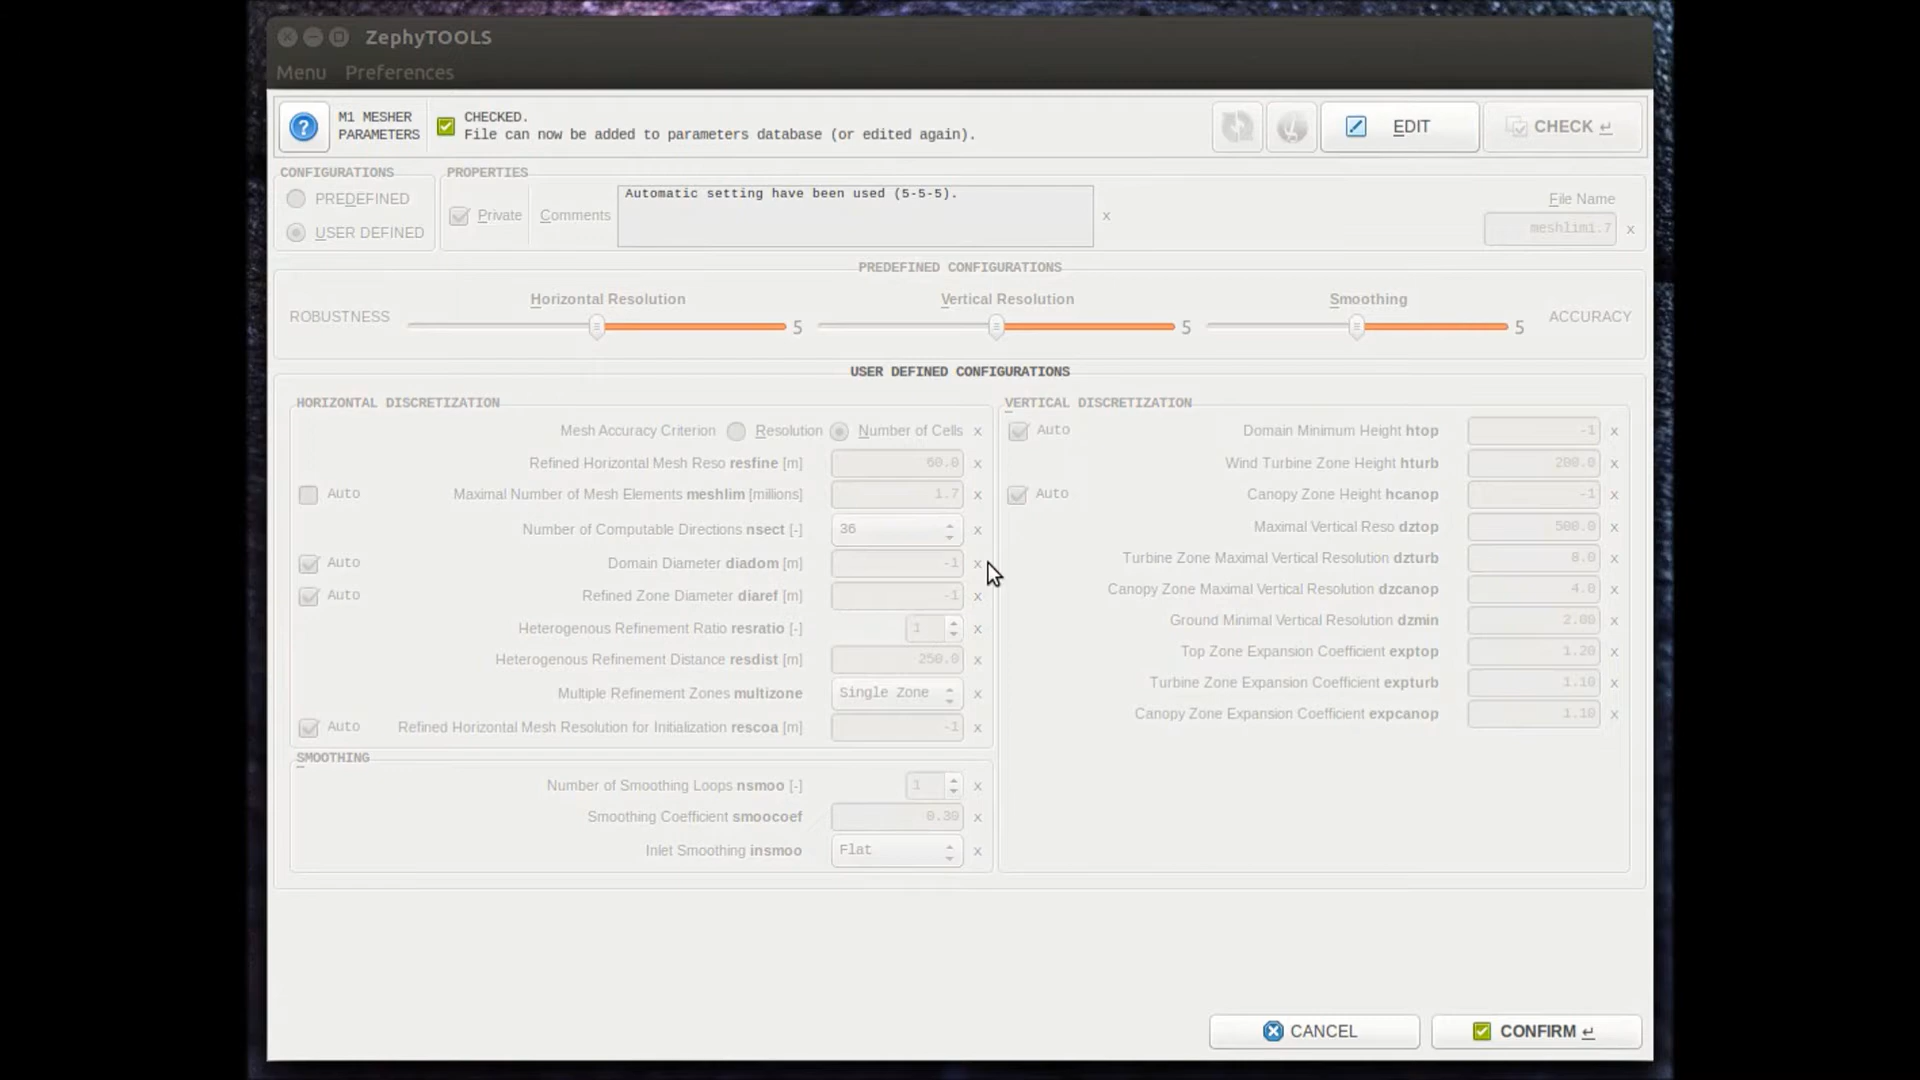 ZephyTOOLS
Menu Preferences
M1 MESHER
PARAMETERS
CHECKED.
File can now be added to parameters database (or edited again).
EDIT
CHECK
CONFIGURATIONS
PREDEFINED
USER DEFINED
PROPERTIES
Private
Comments
Automatic setting have been used (5-5-5).
x
File Name
meshlim1.7 x
PREDEFINED CONFIGURATIONS
ROBUSTNESS
Horizontal Resolution
5
Vertical Resolution
5
Smoothing
5
ACCURACY
USER DEFINED CONFIGURATIONS
HORIZONTAL DISCRETIZATION
Mesh Accuracy Criterion Resolution Number of Cells x
Refined Horizontal Mesh Reso resfine [m] 60.0 x
Auto Maximal Number of Mesh Elements meshlim [millions] 1.7 x
Number of Computable Directions nsect [-] 36 x
Auto Domain Diameter diadom [m] -1 x
Auto Refined Zone Diameter diaref [m] -1 x
Heterogenous Refinement Ratio resratio [-] 1 x
Heterogenous Refinement Distance resdist [m] 250.0 x
Multiple Refinement Zones multizone Single Zone x
Auto Refined Horizontal Mesh Resolution for Initialization rescoa [m] -1 x
SMOOTHING
Number of Smoothing Loops nsmoo [-] 1 x
Smoothing Coefficient smoocoef 0.30 x
Inlet Smoothing insmoo Flat x
VERTICAL DISCRETIZATION
Auto Domain Minimum Height htop -1 x
Wind Turbine Zone Height hturb 200.0 x
Auto Canopy Zone Height hcanop -1 x
Maximal Vertical Reso dztop 500.0 x
Turbine Zone Maximal Vertical Resolution dzturb 8.0 x
Canopy Zone Maximal Vertical Resolution dzcanop 4.0 x
Ground Minimal Vertical Resolution dzmin 2.00 x
Top Zone Expansion Coefficient exptop 1.20 x
Turbine Zone Expansion Coefficient expturb 1.10 x
Canopy Zone Expansion Coefficient expcanop 1.10 x
CANCEL
CONFIRM